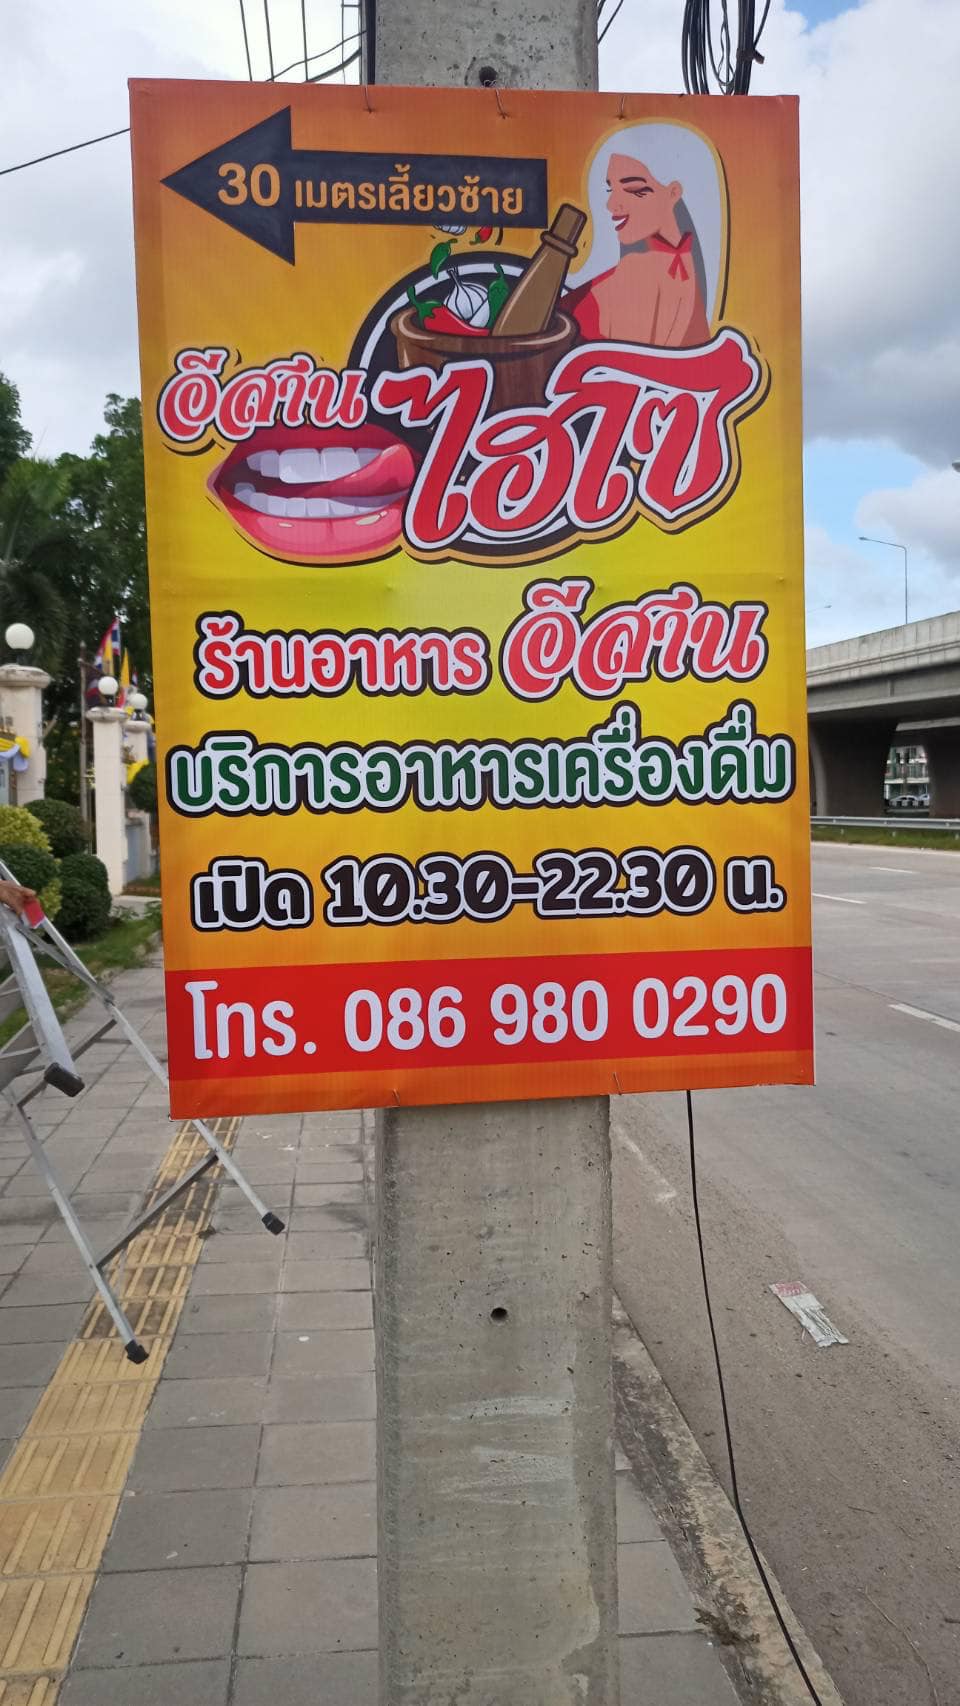 30 เมตรเลี้ยวซ้าย
อีสาน ไฮโซ
ร้านอาหาร อีสาน
บริการอาหารเครื่องดื่ม
เปิด 10.30-22.30 น.
โทร. 086 980 0290